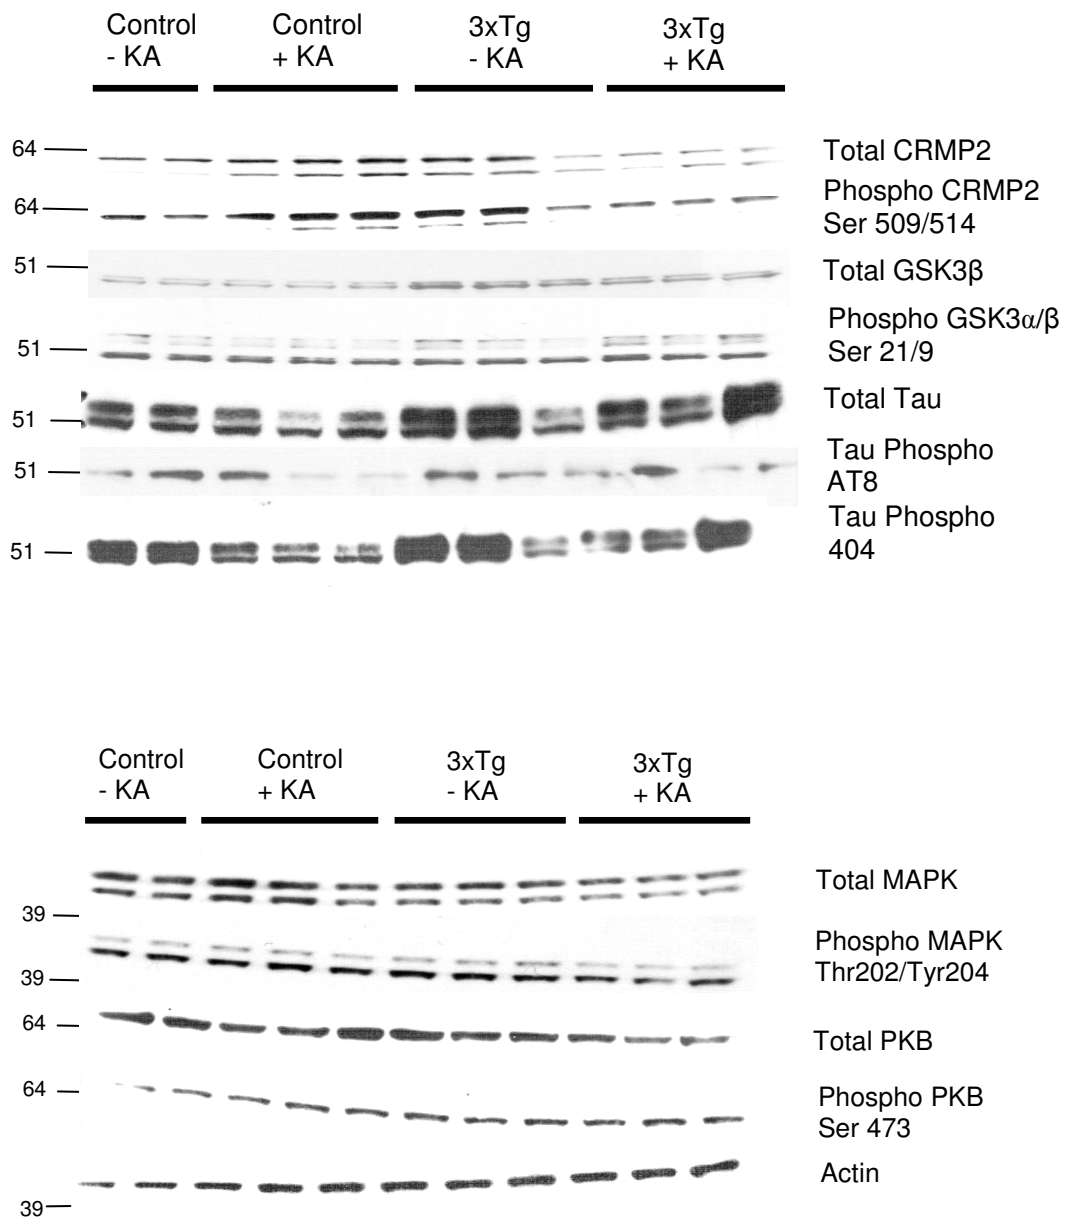 Control Control 3xTg 3xTg
- KA + KA - KA + KA
64
Total CRMP2
64
Phospho CRMP2
Ser 509/514
51
Total GSK3β
Phospho GSK3α/β
51
Ser 21/9
Total Tau
51
Tau Phospho
51
AT8
Tau Phospho
51
404
Control Control 3xTg 3xTg
- KA + KA - KA + KA
Total MAPK
39
Phospho MAPK
39
Thr202/Tyr204
64
Total PKB
64
Phospho PKB
Ser 473
Actin
39